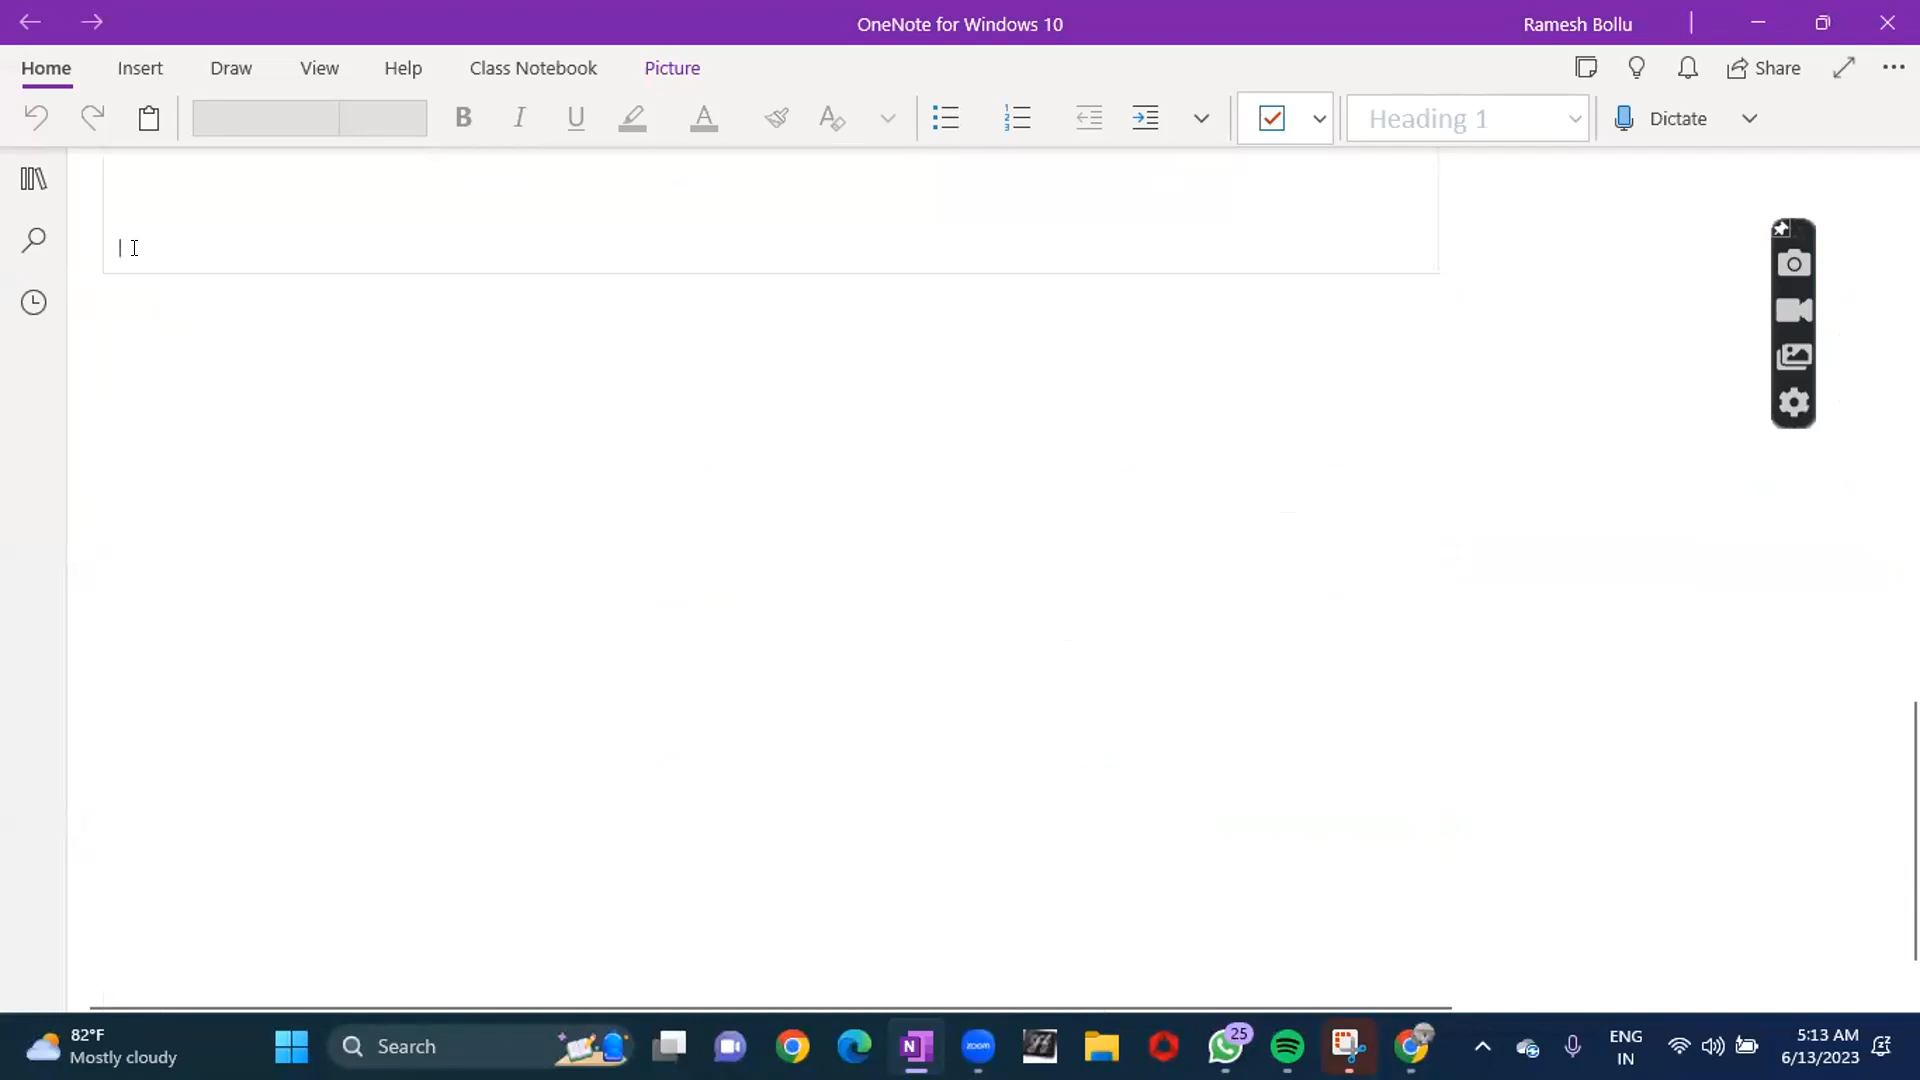 OneNote for Windows 10
Ramesh Bollu
Home Insert Draw View Help Class Notebook Picture
Share
B I U A A
Heading 1
Dictate
82°F
Mostly cloudy
Search
zoom
25
ENG
IN
5:13 AM
6/13/2023